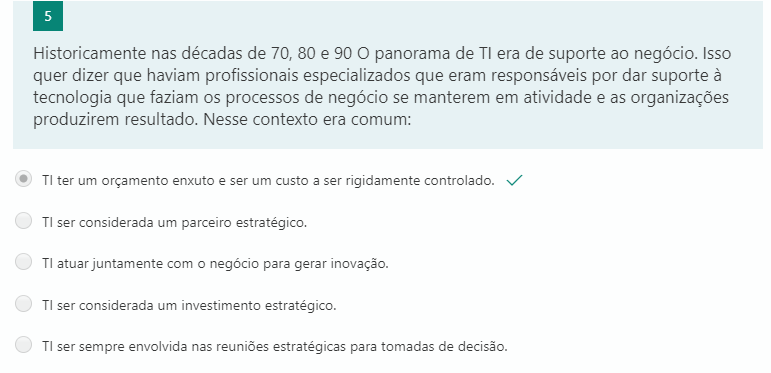 5
Historicamente nas décadas de 70, 80 e 90 O panorama de TI era de suporte ao negócio. Isso
quer dizer que haviam profissionais especializados que eram responsáveis por dar suporte à
tecnologia que faziam os processos de negócio se manterem em atividade e as organizações
produzirem resultado. Nesse contexto era comum:
TI ter um orçamento enxuto e ser um custo a ser rigidamente controlado.
TI ser considerada um parceiro estratégico.
TI atuar juntamente com o negócio para gerar inovação.
TI ser considerada um investimento estratégico.
TI ser sempre envolvida nas reuniões estratégicas para tomadas de decisão.